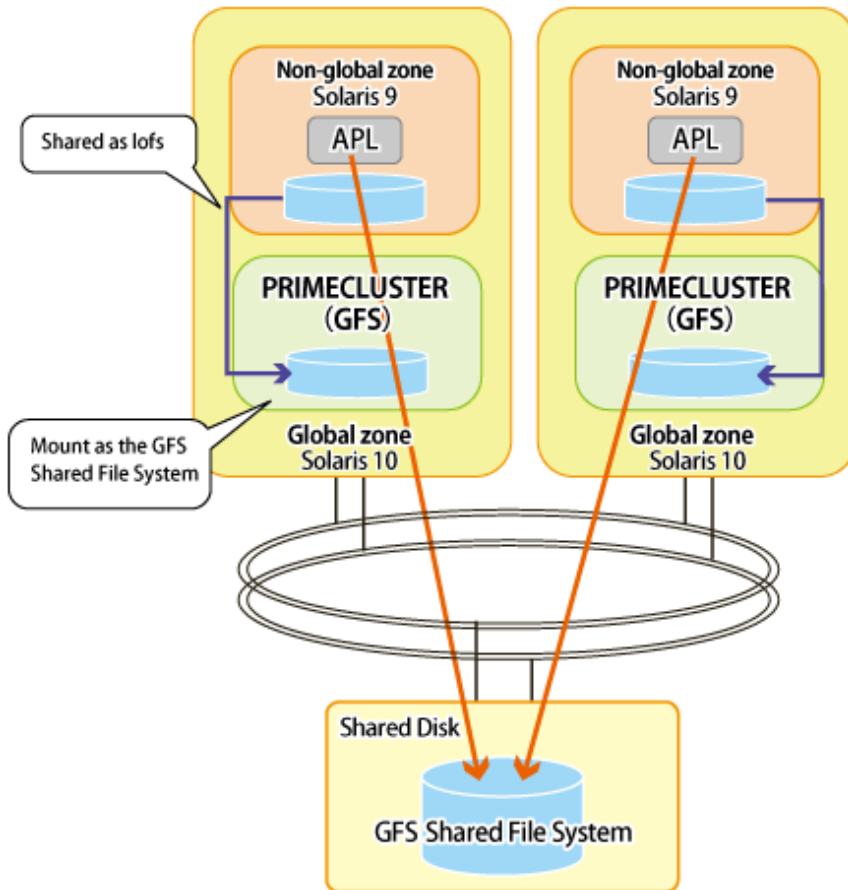 Non-global zone
Solaris 9
APL
Non-global zone
Solaris 9
APL
Shared as lofs
PRIMECLUSTER
(GFS)
PRIMECLUSTER
(GFS)
Mount as the GFS
Shared File System
Global zone
Solaris 10
Global zone
Solaris 10
Shared Disk
GFS Shared File System